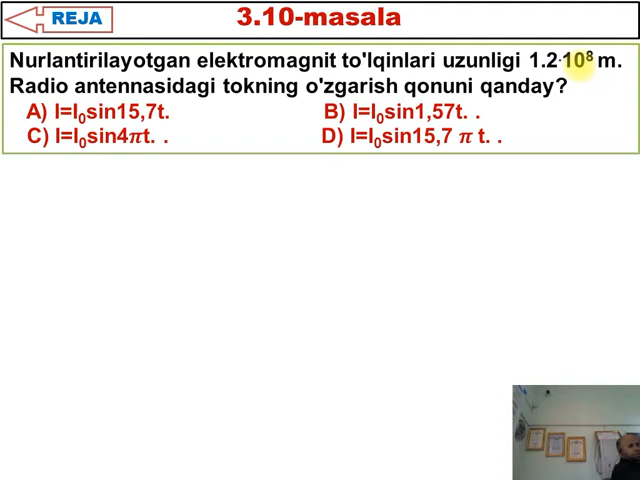 REJA
3.10-masala
Nurlantirilayotgan elektromagnit to'lqinlari uzunligi 1.2·10⁸ m.
Radio antennasidagi tokning o'zgarish qonuni qanday?
A) I=I₀sin15,7t. B) I=I₀sin1,57t. .
C) I=I₀sin4𝜋t. . D) I=I₀sin15,7 𝜋 t. .